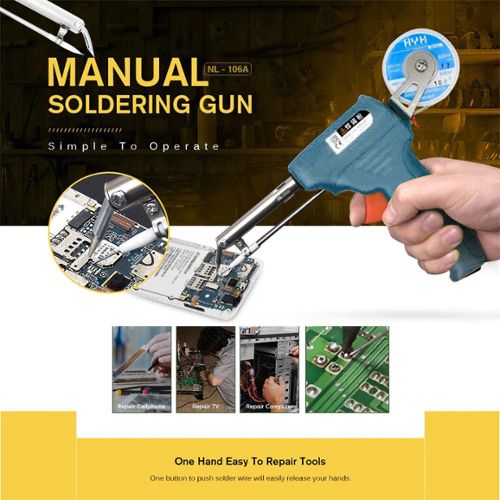 MANUAL
NL - 106A
SOLDERING GUN
Simple To Operate
HYH
Repair Cellphone
Repair TV
Repair Computer
One Hand Easy To Repair Tools
One button to push solder wire will easily release your hands.